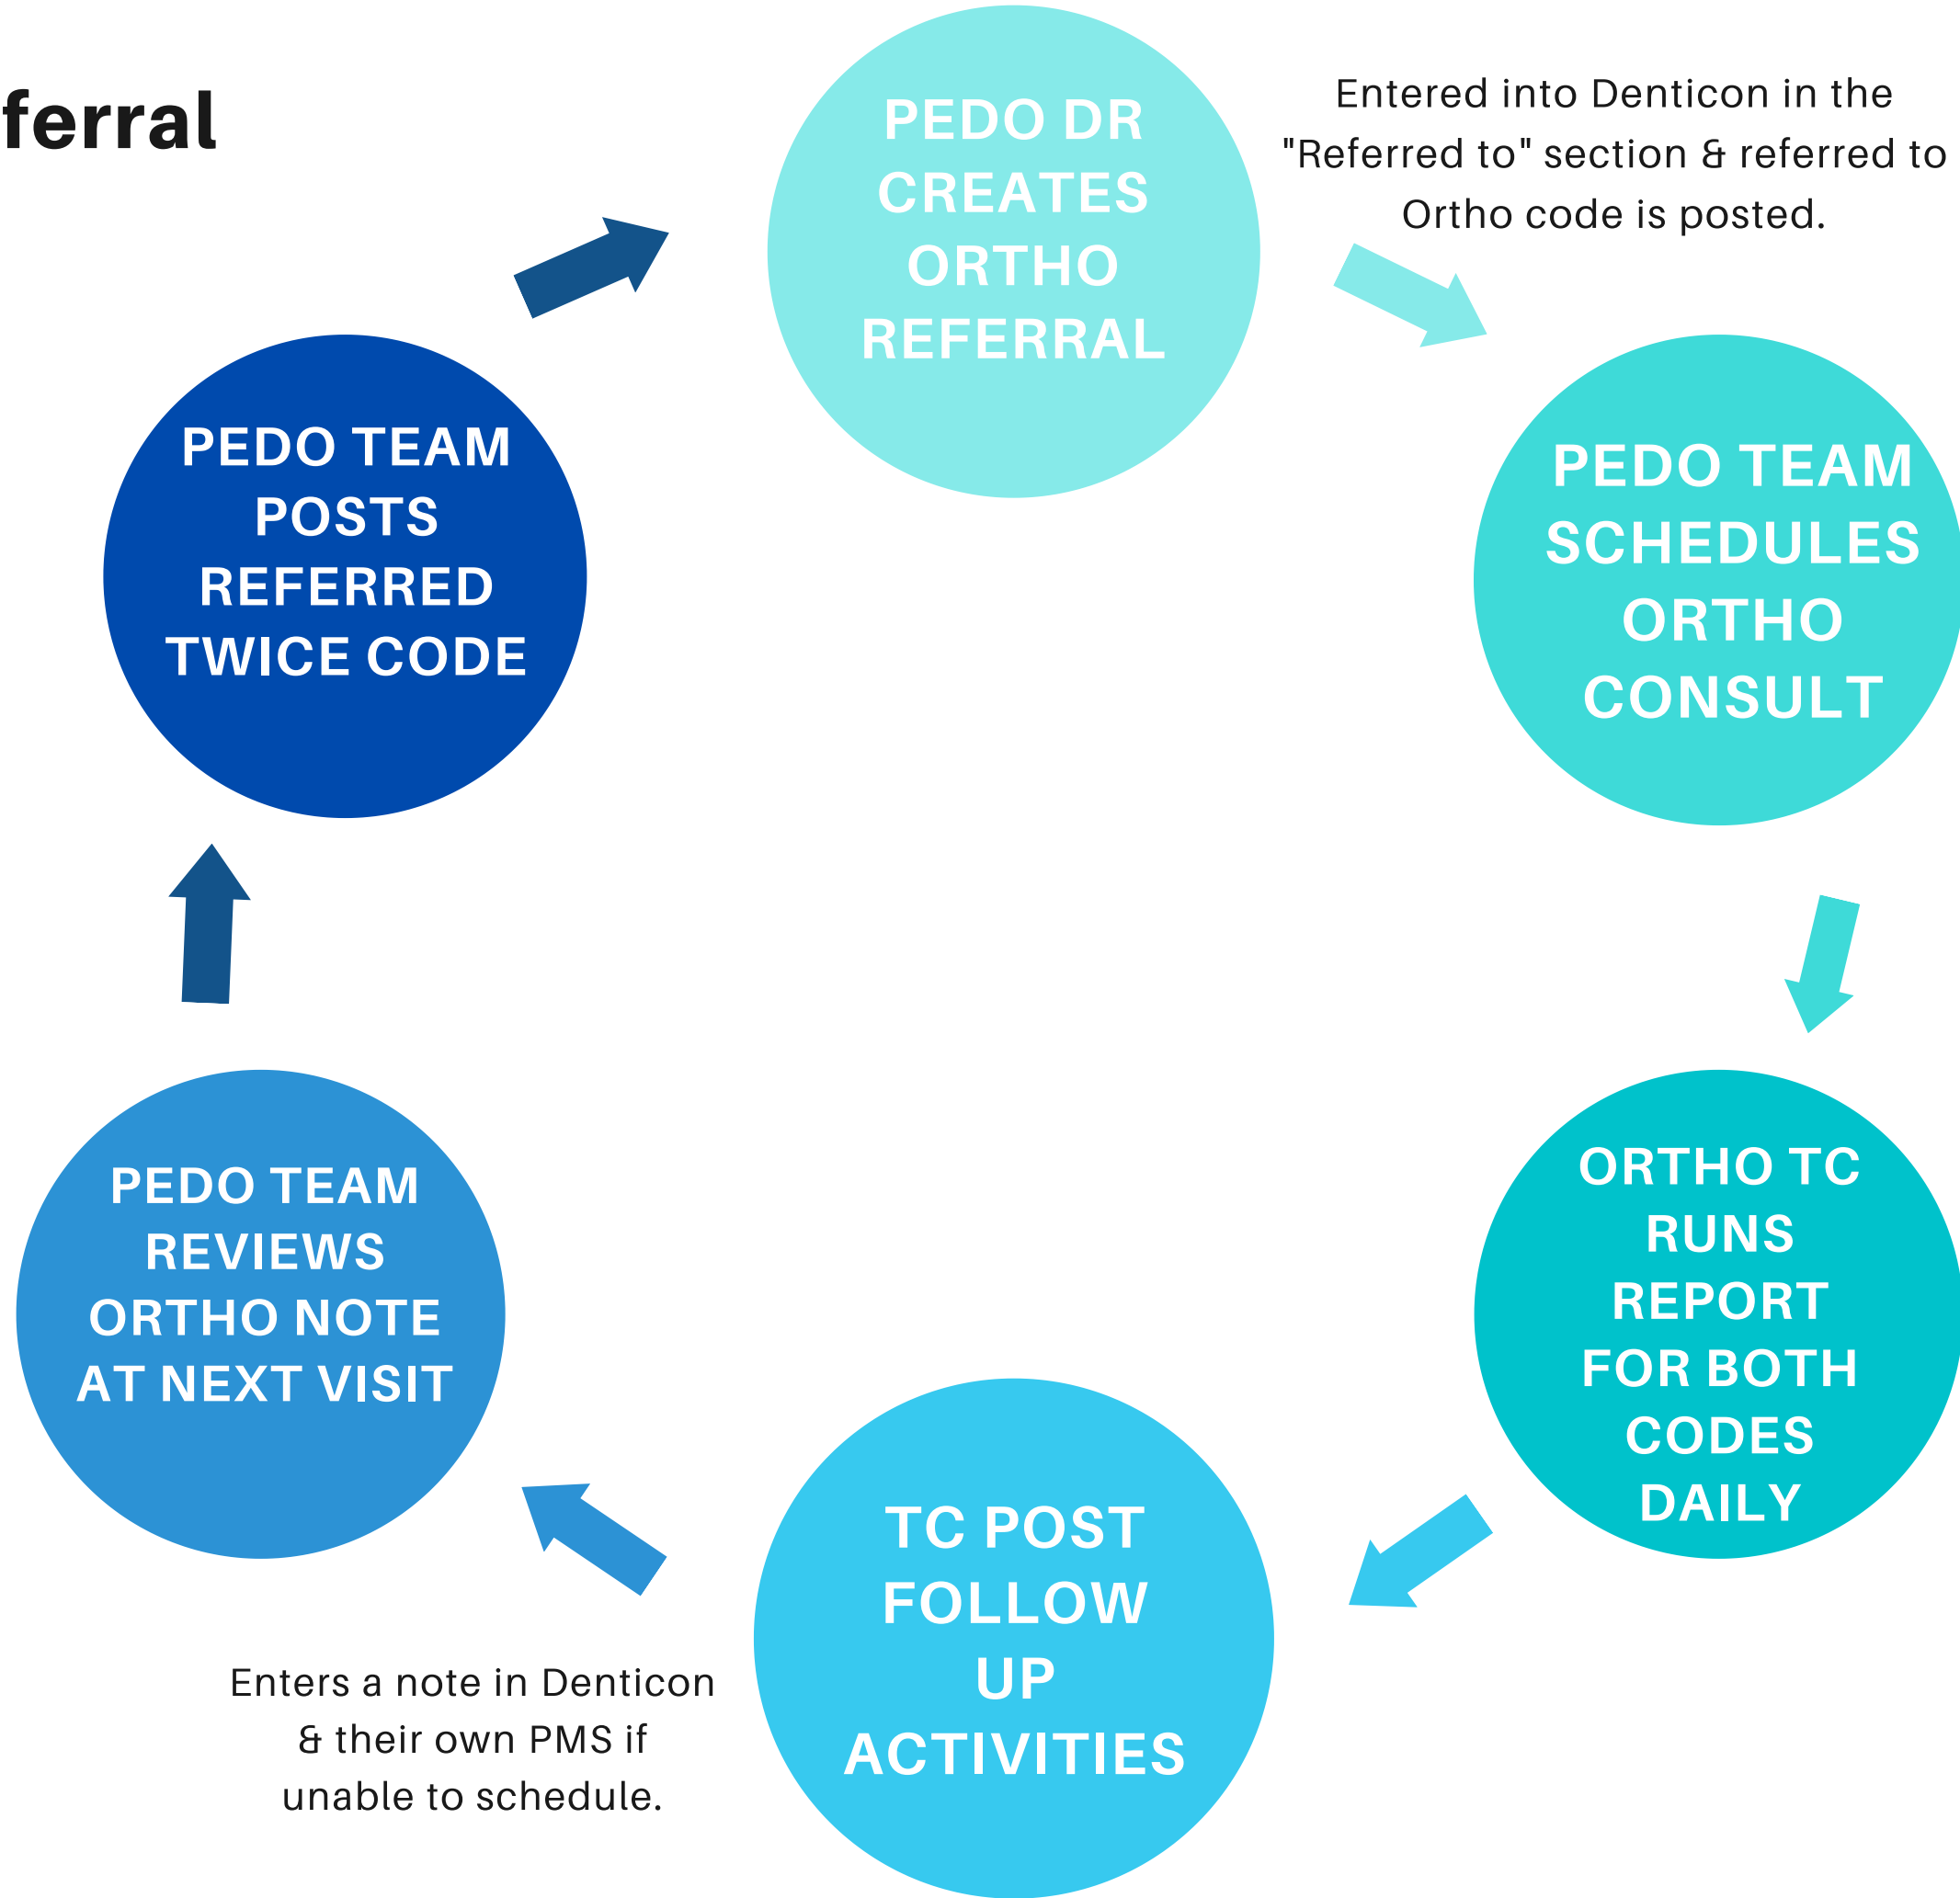 ferral
PEDO DR
CREATES
ORTHO
REFERRAL
Entered into Denticon in the
"Referred to" section & referred to
Ortho code is posted.
PEDO TEAM
SCHEDULES
ORTHO
CONSULT
ORTHO TC
RUNS
REPORT
FOR BOTH
CODES
DAILY
TC POST
FOLLOW
UP
ACTIVITIES
Enters a note in Denticon
& their own PMS if
unable to schedule.
PEDO TEAM
REVIEWS
ORTHO NOTE
AT NEXT VISIT
PEDO TEAM
POSTS
REFERRED
TWICE CODE